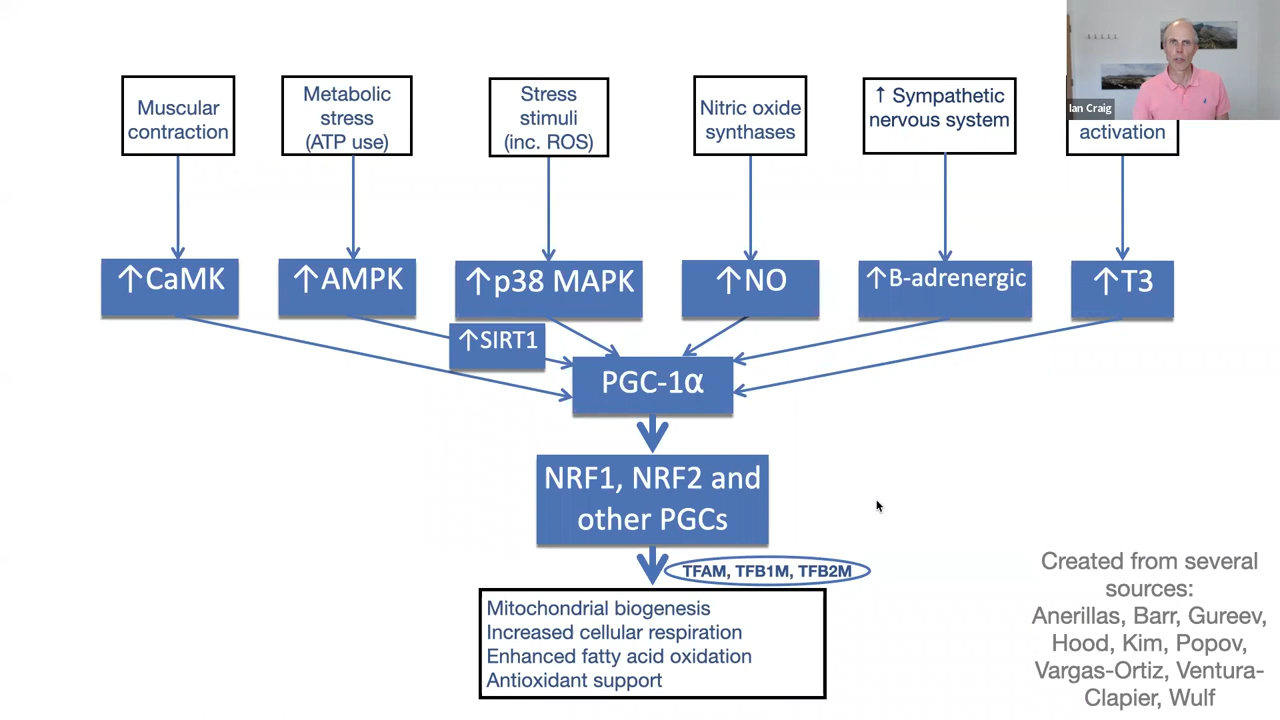 Muscular
contraction
Metabolic
stress
(ATP use)
Stress
stimuli
(inc. ROS)
Nitric oxide
synthases
↑ Sympathetic
nervous system
activation
Ian Craig
↑CaMK
↑AMPK
↑p38 MAPK
↑NO
↑B-adrenergic
↑T3
↑SIRT1
PGC-1α
NRF1, NRF2 and
other PGCs
TFAM, TFB1M, TFB2M
Mitochondrial biogenesis
Increased cellular respiration
Enhanced fatty acid oxidation
Antioxidant support
Created from several
sources:
Anerillas, Barr, Gureev,
Hood, Kim, Popov,
Vargas-Ortiz, Ventura-
Clapier, Wulf